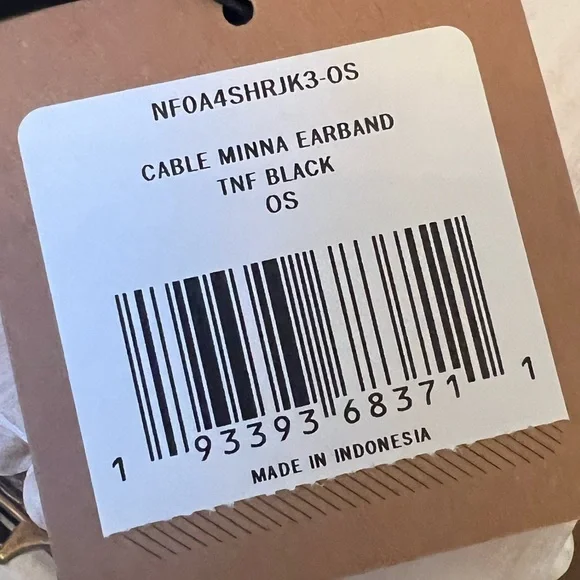 NF0A4SHRJK3-OS
CABLE MINNA EARBAND
TNF BLACK
OS
1 93393 68371 1
MADE IN INDONESIA